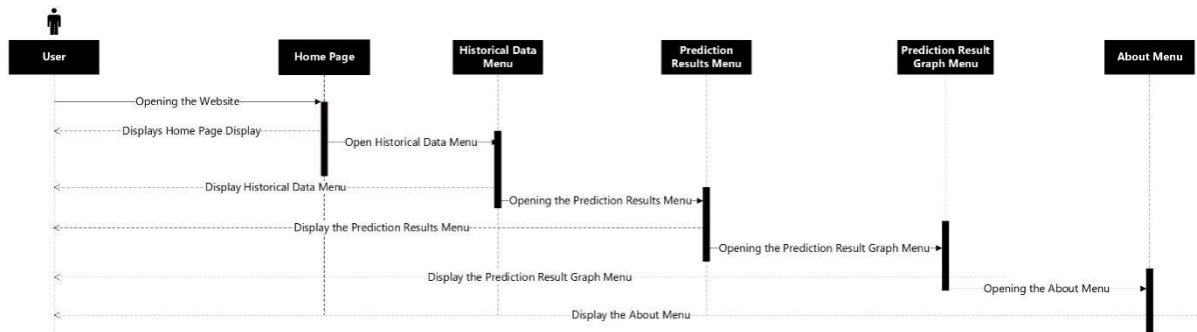 User
Home Page
Historical Data
Menu
Prediction
Results Menu
Prediction Result
Graph Menu
About Menu
Opening the Website
Displays Home Page Display
Open Historical Data Menu
Display Historical Data Menu
Opening the Prediction Results Menu
Display the Prediction Results Menu
Opening the Prediction Result Graph Menu
Display the Prediction Result Graph Menu
Opening the About Menu
Display the About Menu